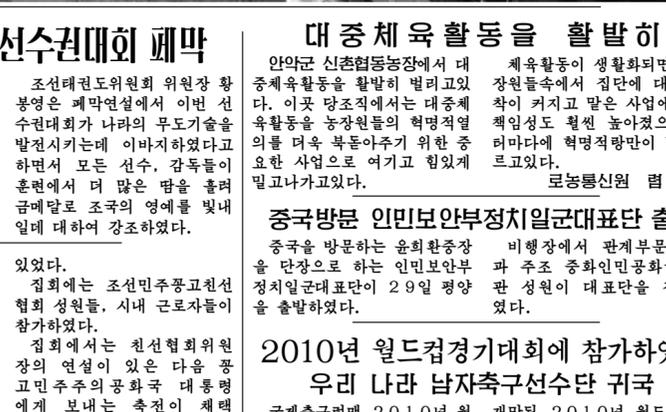 선수권대회 페막
조선태권도위원회 위원장 황
봉영은 페막연설에서 이번 선
수권대회가 나라의 무도기술을
발전시키는데 이바지하였다고
하면서 모든 선수, 감독들이
훈련에서 더 많은 땀을 흘려
금메달로 조국의 영예를 빛내
일데 대하여 강조하였다.
있었다.
집회에는 조선민주꽁고친선
협회 성원들, 시내 근로자들이
참가하였다.
집회에서는 친선협회위원
장의 연설이 있은 다음 꽁
고민주주의공화국 대통령
에게 보내는 축전이 채택
대중체육활동을 활발히
안악군 신촌협동농장에서 대
중체육활동을 활발히 벌리고있
다. 이곳 당조직에서는 대중체
육활동을 농장원들의 혁명적열
의를 더욱 북돋아주기 위한 중
요한 사업으로 여기고 힘있게
밀고나가고있다.
체육활동이 생활화되면
장원들속에서 집단에 대
착이 커지고 맡은 사업에
책임성도 훨씬 높아졌으
터마다에 혁명적랑만이
르고있다.
로농통신원
중국방문 인민보안부정치일군대표단 출
중국을 방문하는 윤희환중장
을 단장으로 하는 인민보안부
정치일군대표단이 29일 평양
을 출발하였다.
비행장에서 관계부문
과 주조 중화인민공화
판 성원이 대표단을
였다.
2010년 월드컵경기대회에 참가하였
우리 나라 남자축구선수단 귀국